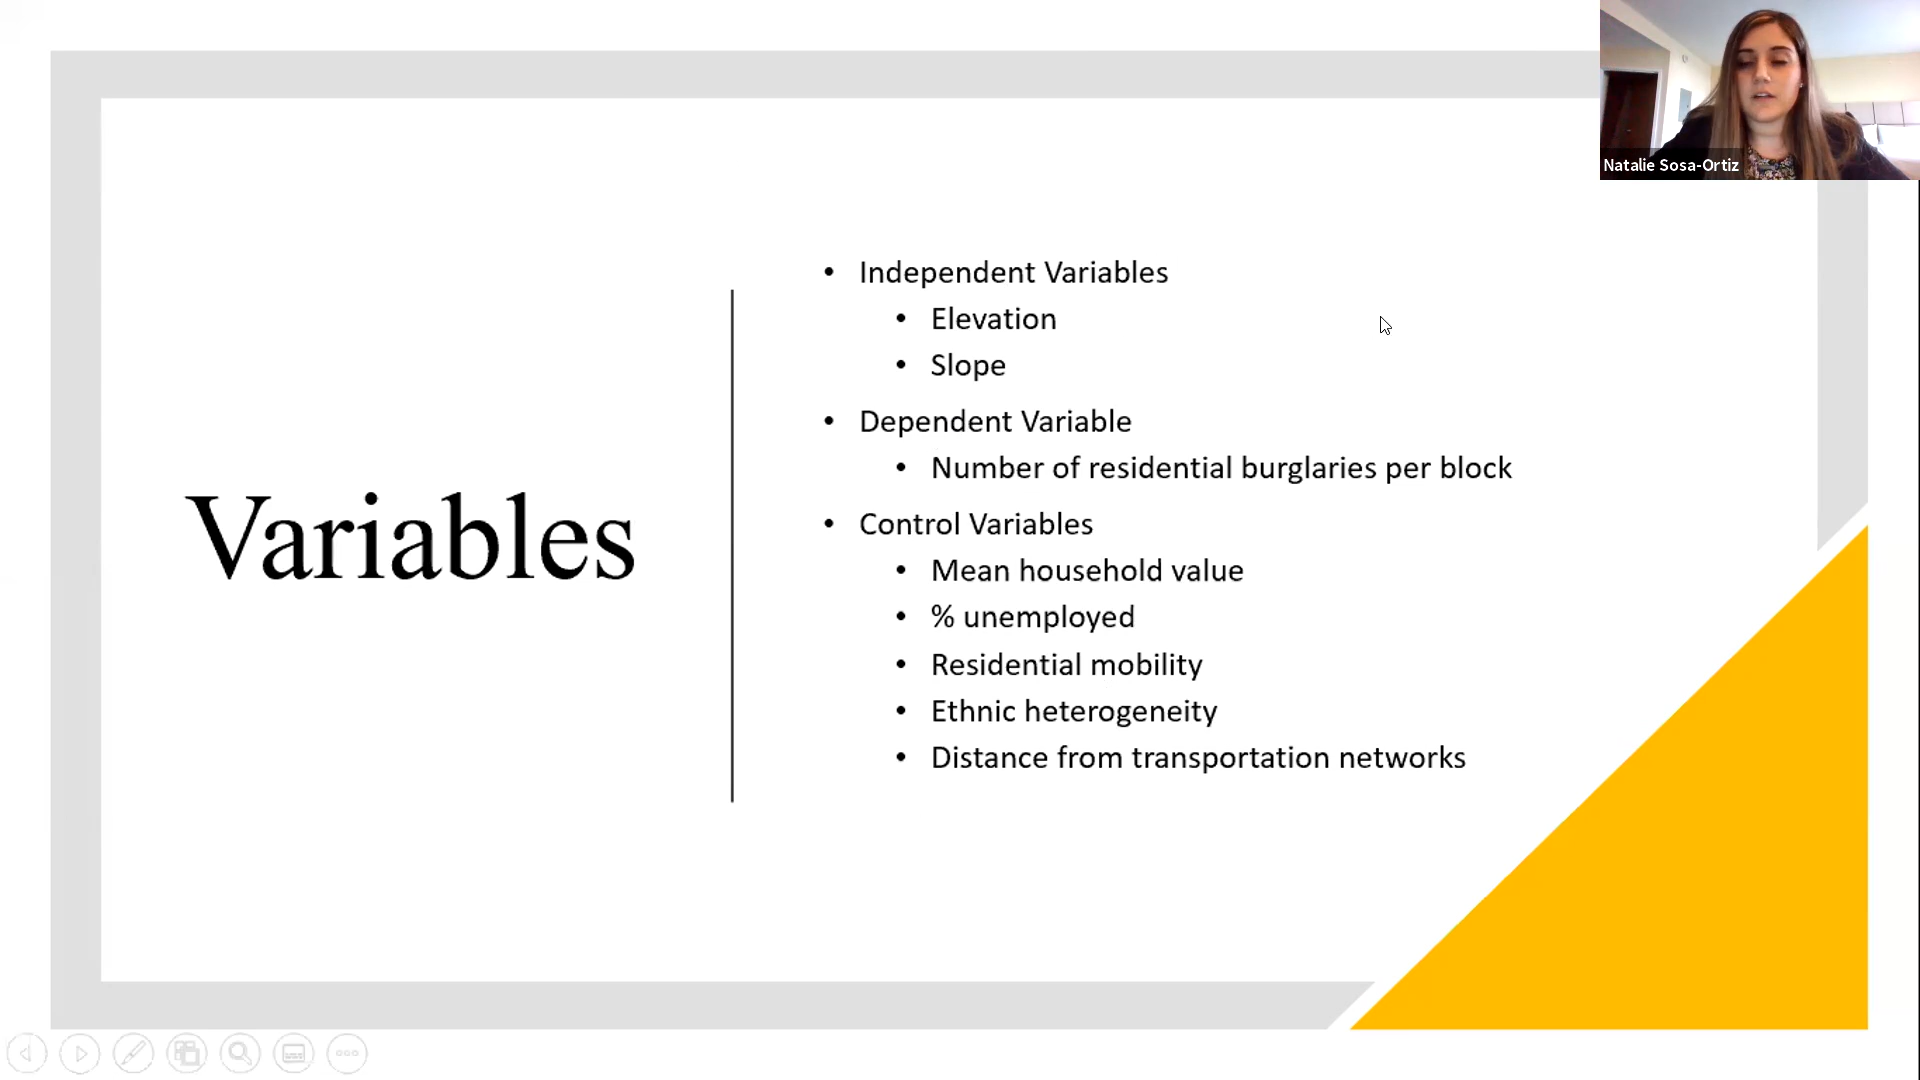 Natalie Sosa-Ortiz
Variables
• Independent Variables
• Elevation
• Slope
• Dependent Variable
• Number of residential burglaries per block
• Control Variables
• Mean household value
• % unemployed
• Residential mobility
• Ethnic heterogeneity
• Distance from transportation networks